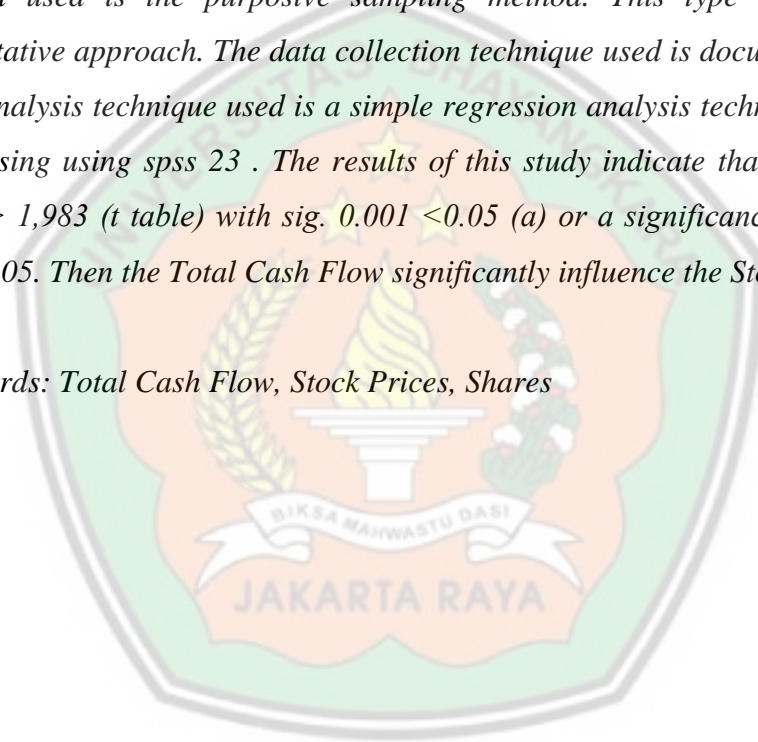 used is the purposive sampling method. This type
tative approach. The data collection technique used is docu
nalysis technique used is a simple regression analysis techn
sing using spss 23 . The results of this study indicate tha
> 1,983 (t table) with sig. 0.001 <0.05 (a) or a significanc
05. Then the Total Cash Flow significantly influence the Sto
rds: Total Cash Flow, Stock Prices, Shares
UNIVERSITAS BHAYANGKARA
BIKSA MAHWASTU DASI
JAKARTA RAYA